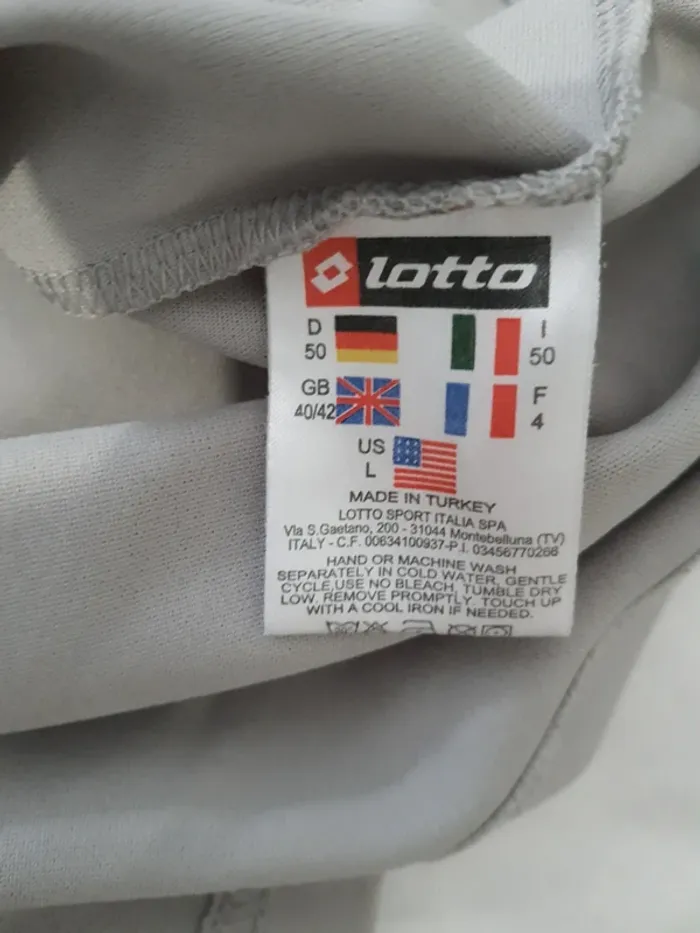 lotto
D I
50 50
GB F
40/42 4
US
L
MADE IN TURKEY
LOTTO SPORT ITALIA SPA
Via S.Gaetano, 200 - 31044 Montebelluna (TV)
ITALY - C.F. 00634100937-P.I. 03456770266
HAND OR MACHINE WASH
SEPARATELY IN COLD WATER, GENTLE
CYCLE,USE NO BLEACH, TUMBLE DRY
LOW, REMOVE PROMPTLY, TOUCH UP
WITH A COOL IRON IF NEEDED.